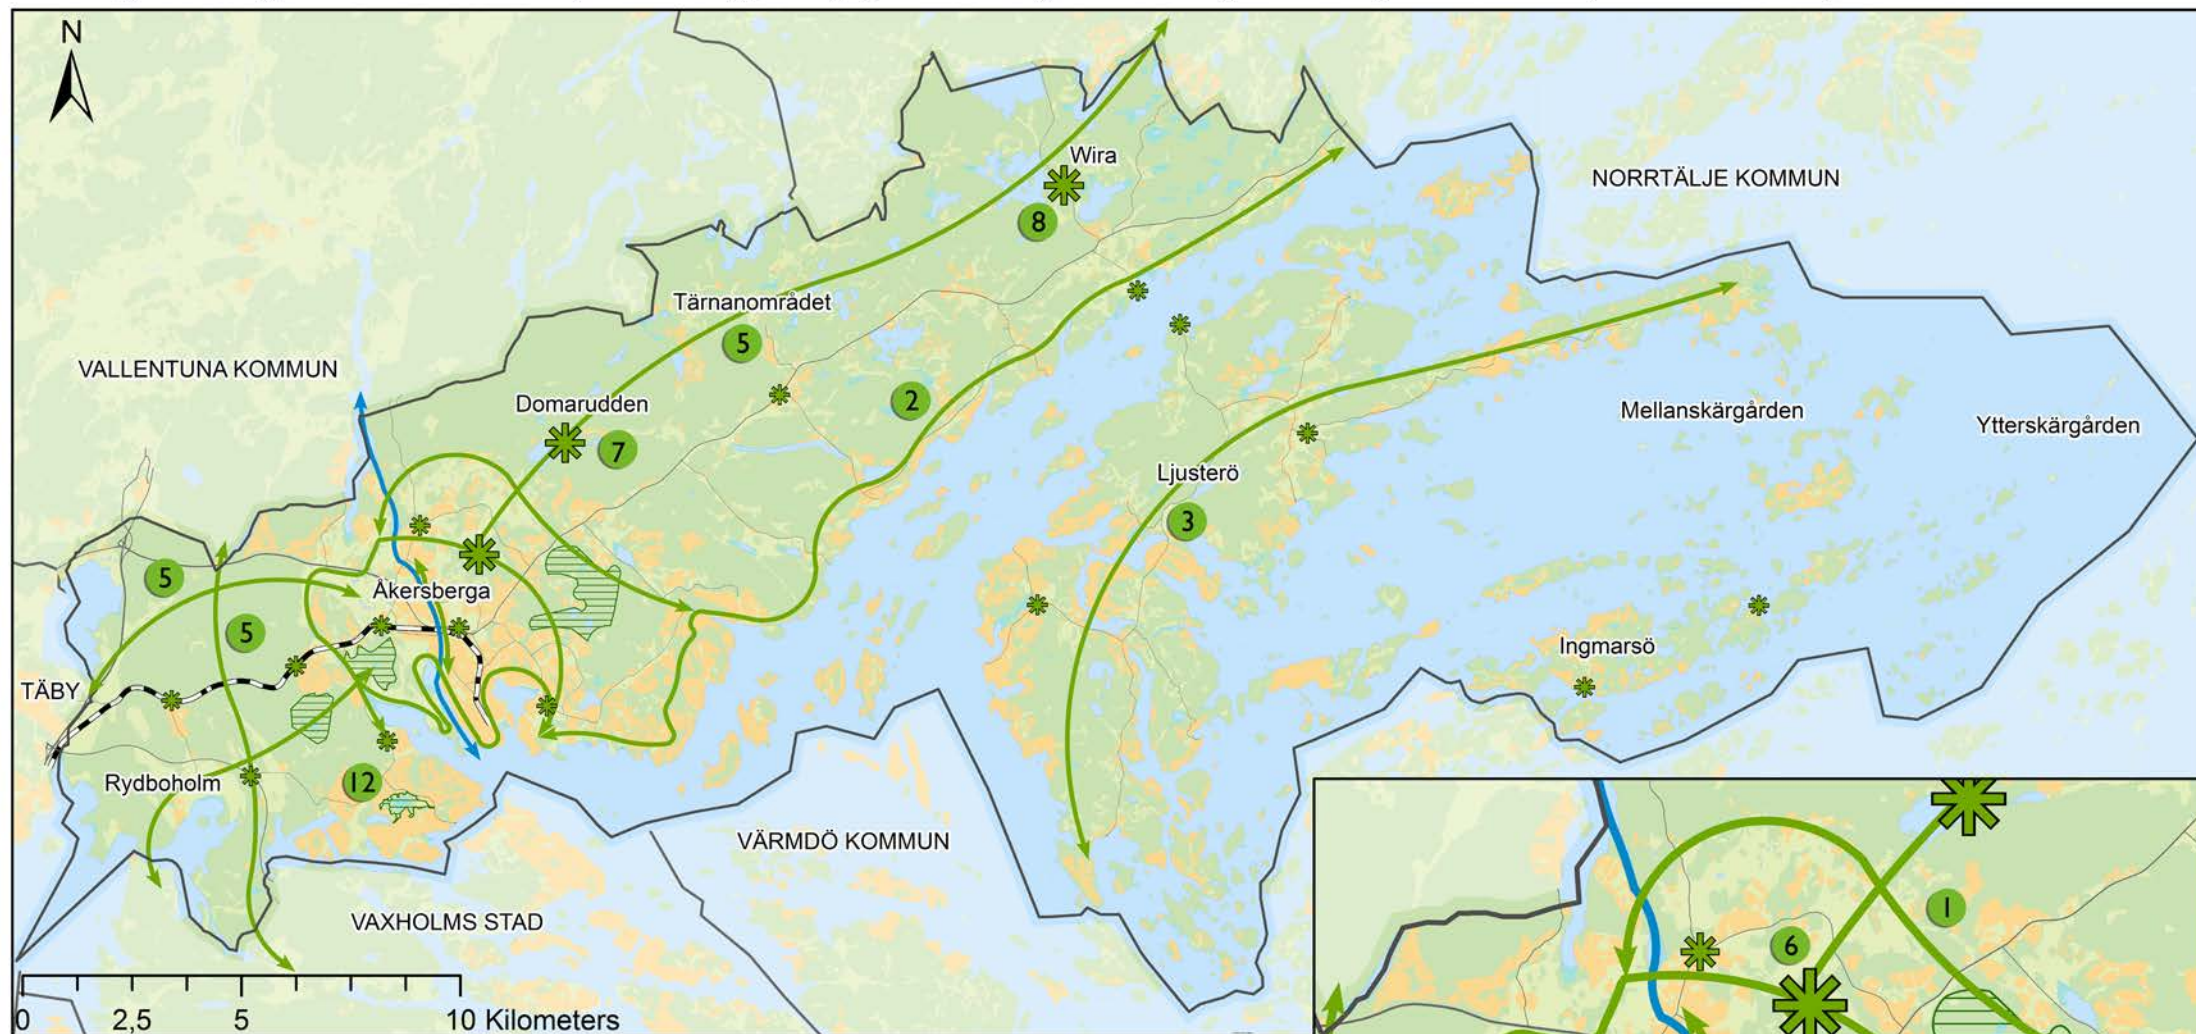 N
Wira
NORRTÄLJE KOMMUN
8
Tärnanområdet
5
VALLENTUNA KOMMUN
Domarudden
2
Mellanskärgården
Ytterskärgården
7
Ljusterö
3
5
Åkersberga
5
Ingmarsö
TÄBY
Rydboholm
12
VÄRMDÖ KOMMUN
VAXHOLMS STAD
1
6
0 2,5 5 10 Kilometers